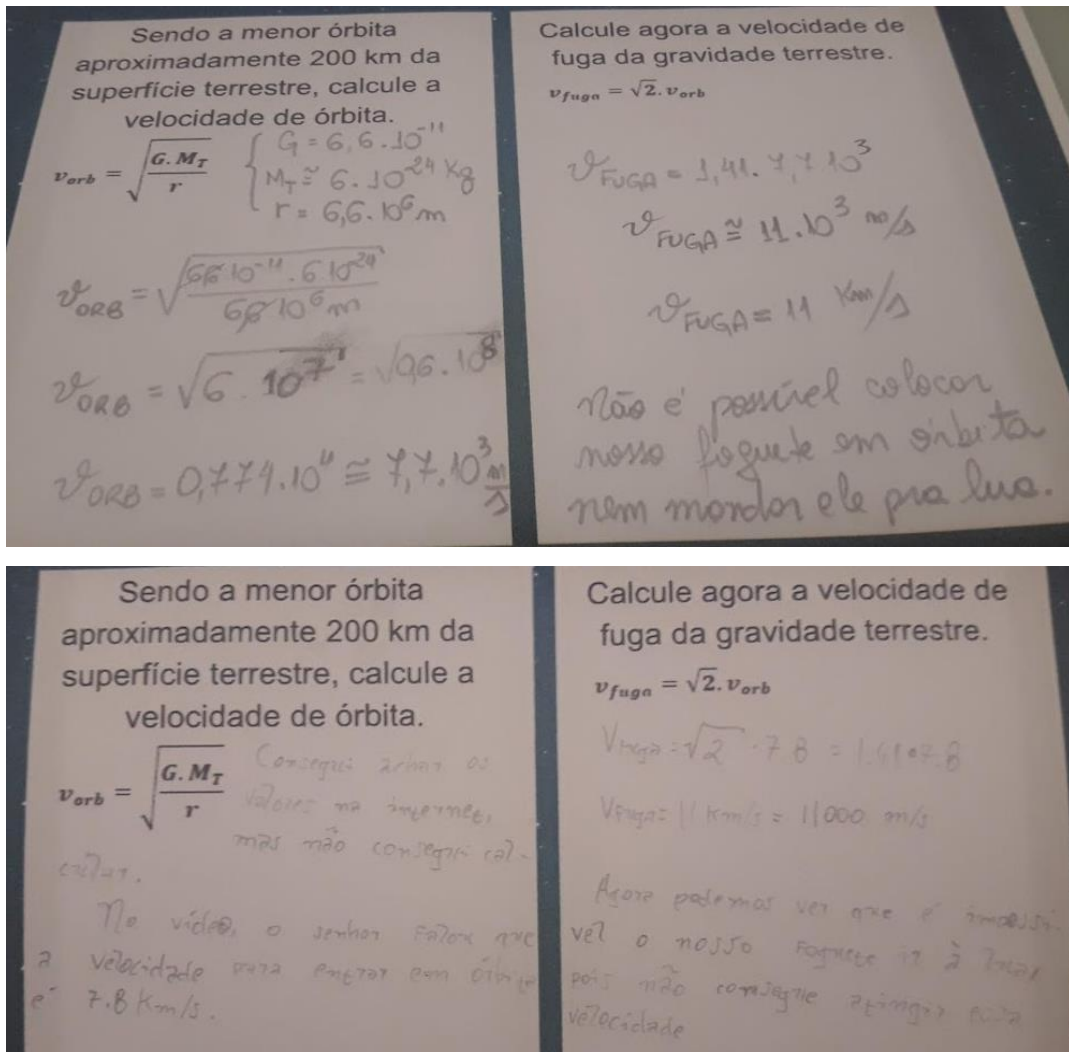 Sendo a menor órbita
aproximadamente 200 km da
superfície terrestre, calcule a
velocidade de órbita.
v_orb = √(G.M_T / r)
G = 6,6.10^-11
M_T ≅ 6.10^-24 Kg
r = 6,6.10^6 m
ϑ_ORB = √(6,6 10^-11 . 6 10^24 / 6,6 10^6 m)
ϑ_ORB = √(6. 10^7) = √(0,6.10^8)
ϑ_ORB = 0,774.10^4 ≅ 7,7.10^3 m/s
Calcule agora a velocidade de
fuga da gravidade terrestre.
v_fuga = √2.v_orb
ϑ_FUGA = 1,41. 7,7 10^3
ϑ_FUGA ≅ 11.10^3 m/s
ϑ_FUGA = 11 Km/s
Não é possível colocar
nosso foguete em órbita
nem mandar ele pra lua.
Sendo a menor órbita
aproximadamente 200 km da
superfície terrestre, calcule a
velocidade de órbita.
v_orb = √(G.M_T / r)
Consegui achar os
valores na internet,
mas não consegui cal-
cular.
No vídeo, o senhor falou que
a velocidade para entrar em órbita
é 7.8 Km/s.
Calcule agora a velocidade de
fuga da gravidade terrestre.
v_fuga = √2.v_orb
V_fuga = √2 . 7.8 = 1.41 . 7.8
V_fuga = 11 Km/s = 11000 m/s
Agora podemos ver que é impossí-
vel o nosso foguete ir à lua,
pois não consegue atingir essa
velocidade